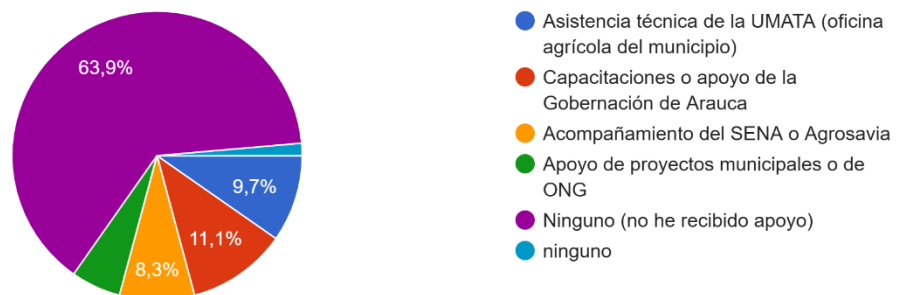 63,9%
9,7%
11,1%
8,3%
Asistencia técnica de la UMATA (oficina
agrícola del municipio)
Capacitaciones o apoyo de la
Gobernación de Arauca
Acompañamiento del SENA o Agrosavia
Apoyo de proyectos municipales o de
ONG
Ninguno (no he recibido apoyo)
ninguno